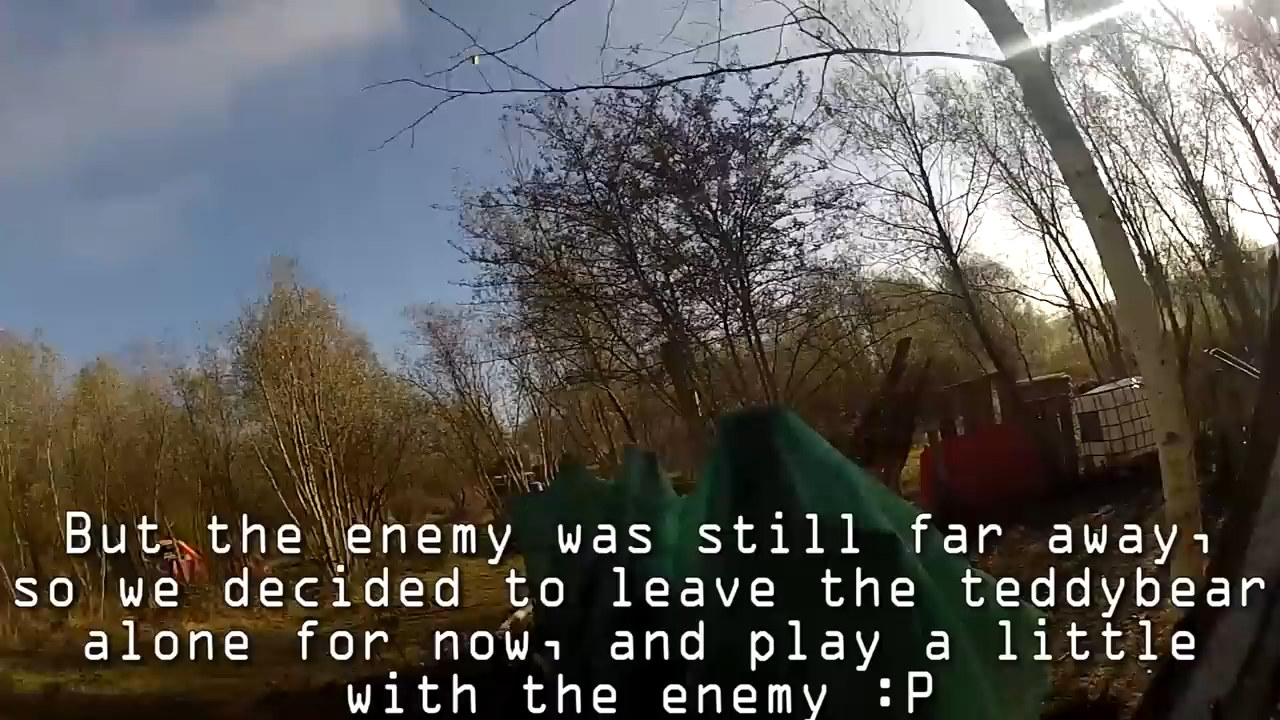 But the enemy was still far away,
so we decided to leave the teddybear
alone for now, and play a little
with the enemy :P